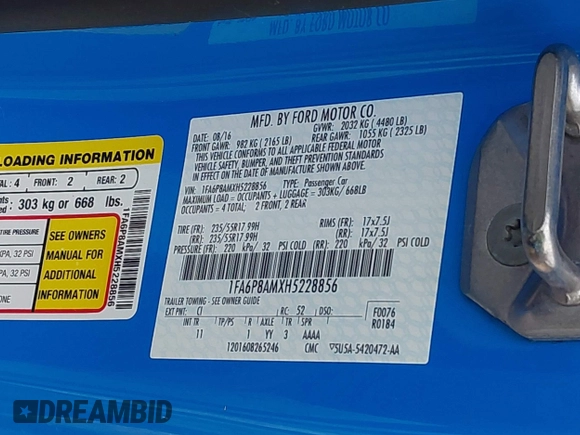 MFD. BY FORD MOTOR CO.
DATE: 08/16 GVWR: 2032 KG ( 4480 LB)
FRONT GAWR: 982 KG ( 2165 LB) REAR GAWR: 1055 KG ( 2325 LB)
THIS VEHICLE CONFORMS TO ALL APPLICABLE FEDERAL MOTOR
VEHICLE SAFETY, BUMPER, AND THEFT PREVENTION STANDARDS
IN EFFECT ON THE DATE OF MANUFACTURE SHOWN ABOVE.
VIN: 1FA6P8AMXH5228856 TYPE: Passenger Car
MAXIMUM LOAD = OCCUPANTS + LUGGAGE = 303KG/ 668LB
OCCUPANTS = 4 TOTAL, 2 FRONT, 2 REAR
TIRE (FR): 235/55R17 99H RIMS (FR): 17x7.5J
(RR): 235/55R17 99H (RR): 17x7.5J
PRESSURE (FR): 220 kPa/ 32 PSI COLD (RR): 220 kPa/ 32 PSI COLD
1FA6P8AMXH5228856
TRAILER TOWING - SEE OWNER GUIDE
EXT PNT: CI RC: 52 DSO: F0076
R0184
INT TR TP/PS R AXLE TR SPR
11 1 YY 3 AAAA
1201608265246 CMC 5U5A-5420472-AA
LOADING INFORMATION
TAL: 4 FRONT: 2 REAR: 2
303 kg or 668 lbs.
1FA6P8AMXH5228856
TIRE PRESSURE
KPA, 32 PSI
KPA, 32 PSI
ONE
SEE OWNERS
MANUAL FOR
ADDITIONAL
INFORMATION
DREAMBID